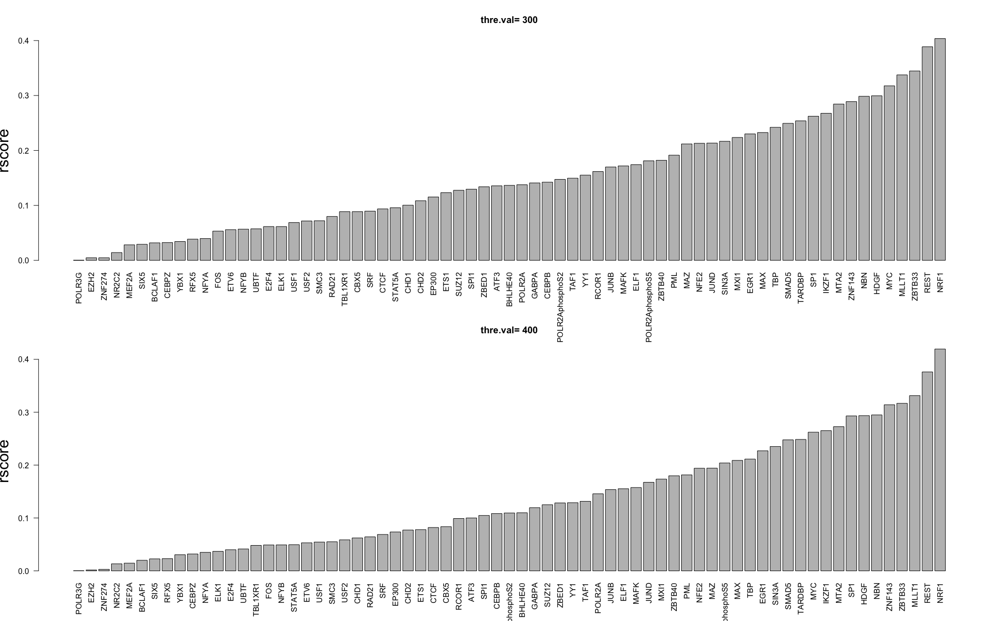 thre.val= 300
rscore
0.4
0.3
0.2
0.1
0.0
POLR3G
EZH2
ZNF274
NR2C2
MEF2A
SIX5
BCLAF1
CEBPZ
YBX1
RFX5
NFYA
FOS
ETV6
NFYB
UBTF
E2F4
ELK1
USF1
USF2
SMC3
RAD21
TBL1XR1
CBX5
SRF
CTCF
STAT5A
CHD1
CHD2
EP300
ETS1
SUZ12
SPI1
ZBED1
ATF3
BHLHE40
POLR2A
GABPA
CEBPB
POLR2AphosphoS2
TAF1
YY1
RCOR1
JUNB
MAFK
ELF1
POLR2AphosphoS5
ZBTB40
PML
MAZ
NFE2
JUND
SIN3A
MXI1
EGR1
MAX
TBP
SMAD5
TARDBP
SP1
IKZF1
MTA2
ZNF143
NBN
HDGF
MYC
MLLT1
ZBTB33
REST
NRF1
thre.val= 400
rscore
0.4
0.3
0.2
0.1
0.0
POLR3G
EZH2
ZNF274
NR2C2
MEF2A
BCLAF1
SIX5
RFX5
YBX1
CEBPZ
NFYA
ELK1
E2F4
UBTF
TBL1XR1
FOS
NFYB
STAT5A
ETV6
USF1
SMC3
USF2
CHD1
RAD21
SRF
EP300
CHD2
ETS1
CTCF
CBX5
RCOR1
ATF3
SPI1
CEBPB
phosphoS2
BHLHE40
GABPA
SUZ12
ZBED1
YY1
TAF1
POLR2A
JUNB
ELF1
MAFK
JUND
MXI1
ZBTB40
PML
NFE2
MAZ
phosphoS5
MAX
TBP
EGR1
SIN3A
SMAD5
TARDBP
MYC
IKZF1
MTA2
SP1
HDGF
NBN
ZNF143
ZBTB33
MLLT1
REST
NRF1